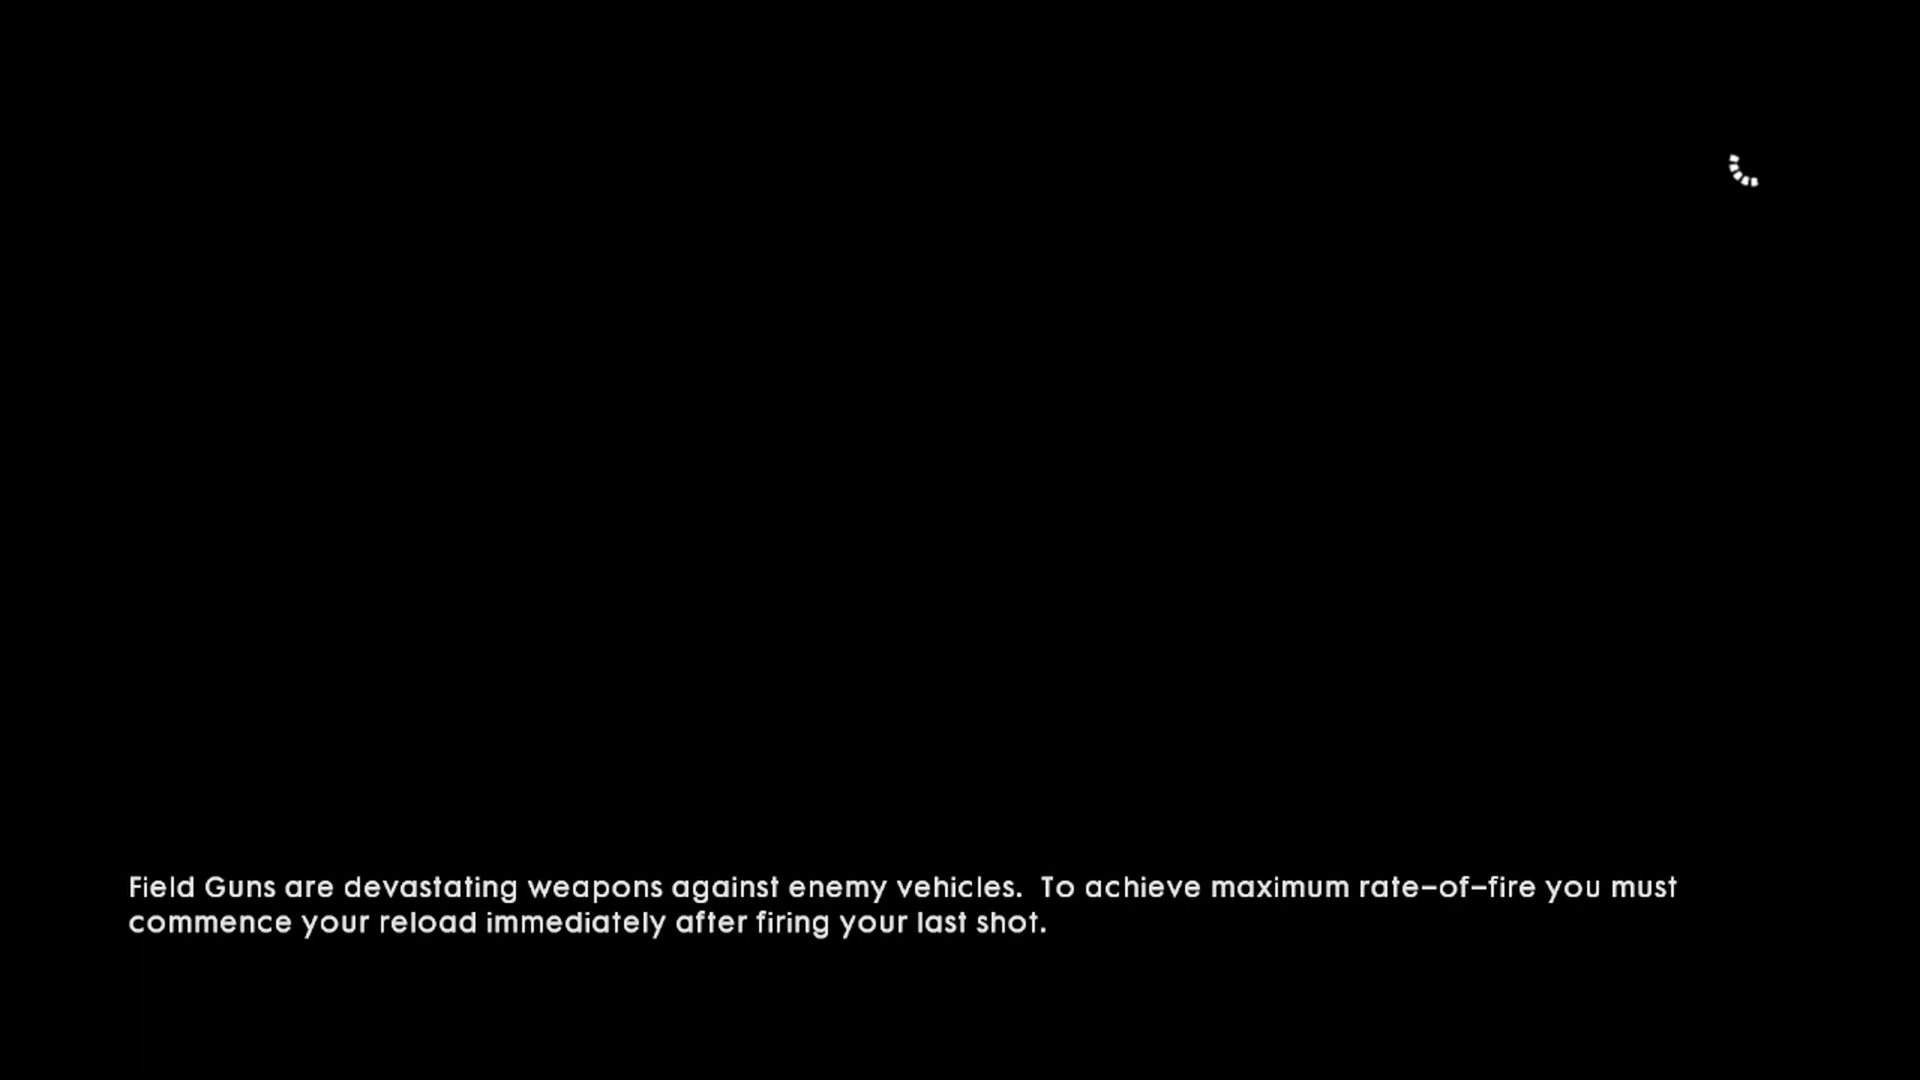 Field Guns are devastating weapons against enemy vehicles.  To achieve maximum rate-of-fire you must
commence your reload immediately after firing your last shot.